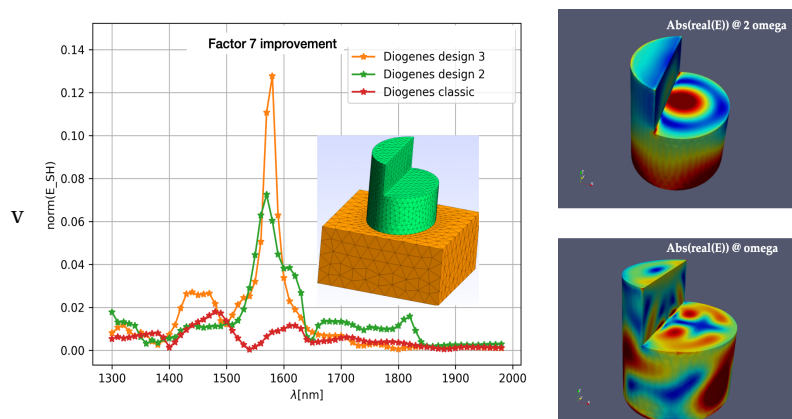 Factor 7 improvement
Diogenes design 3
Diogenes design 2
Diogenes classic
0.14
0.12
0.10
0.08
0.06
0.04
0.02
0.00
norm(E_SH)
V
1300 1400 1500 1600 1700 1800 1900 2000
λ[nm]
Abs(real(E)) @ 2 omega
Abs(real(E)) @ omega